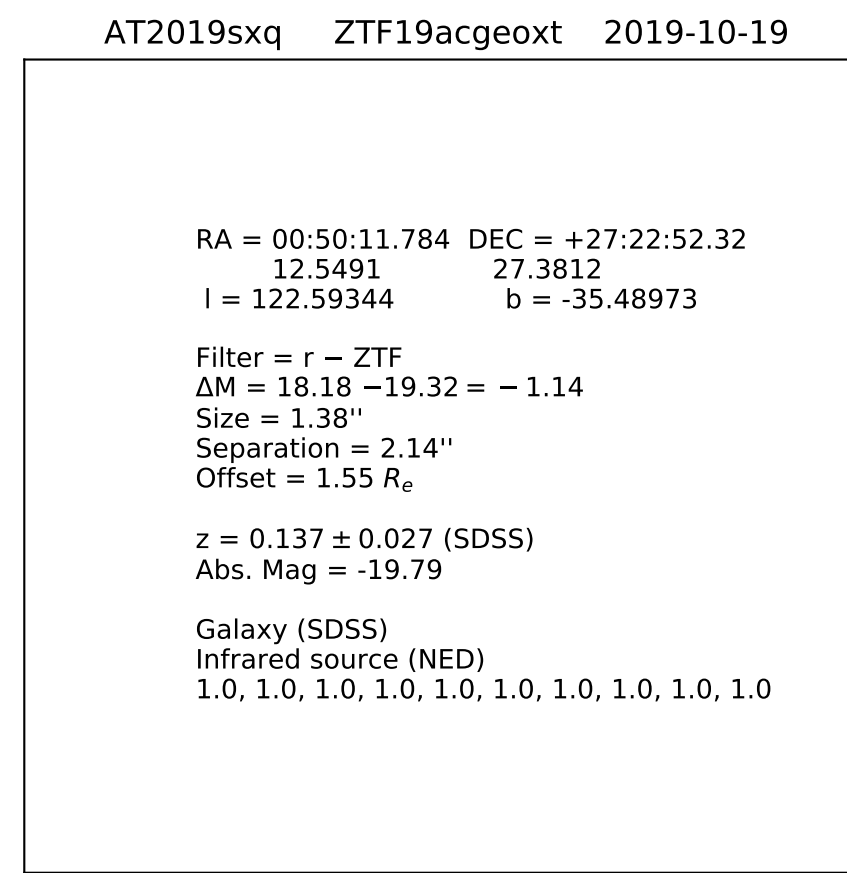 AT2019sxq ZTF19acgeoxt 2019-10-19
RA = 00:50:11.784 DEC = +27:22:52.32
12.5491 27.3812
l = 122.59344 b = -35.48973
Filter = r − ZTF
ΔM = 18.18 −19.32 = − 1.14
Size = 1.38''
Separation = 2.14''
Offset = 1.55 Re
z = 0.137 ± 0.027 (SDSS)
Abs. Mag = -19.79
Galaxy (SDSS)
Infrared source (NED)
1.0, 1.0, 1.0, 1.0, 1.0, 1.0, 1.0, 1.0, 1.0, 1.0